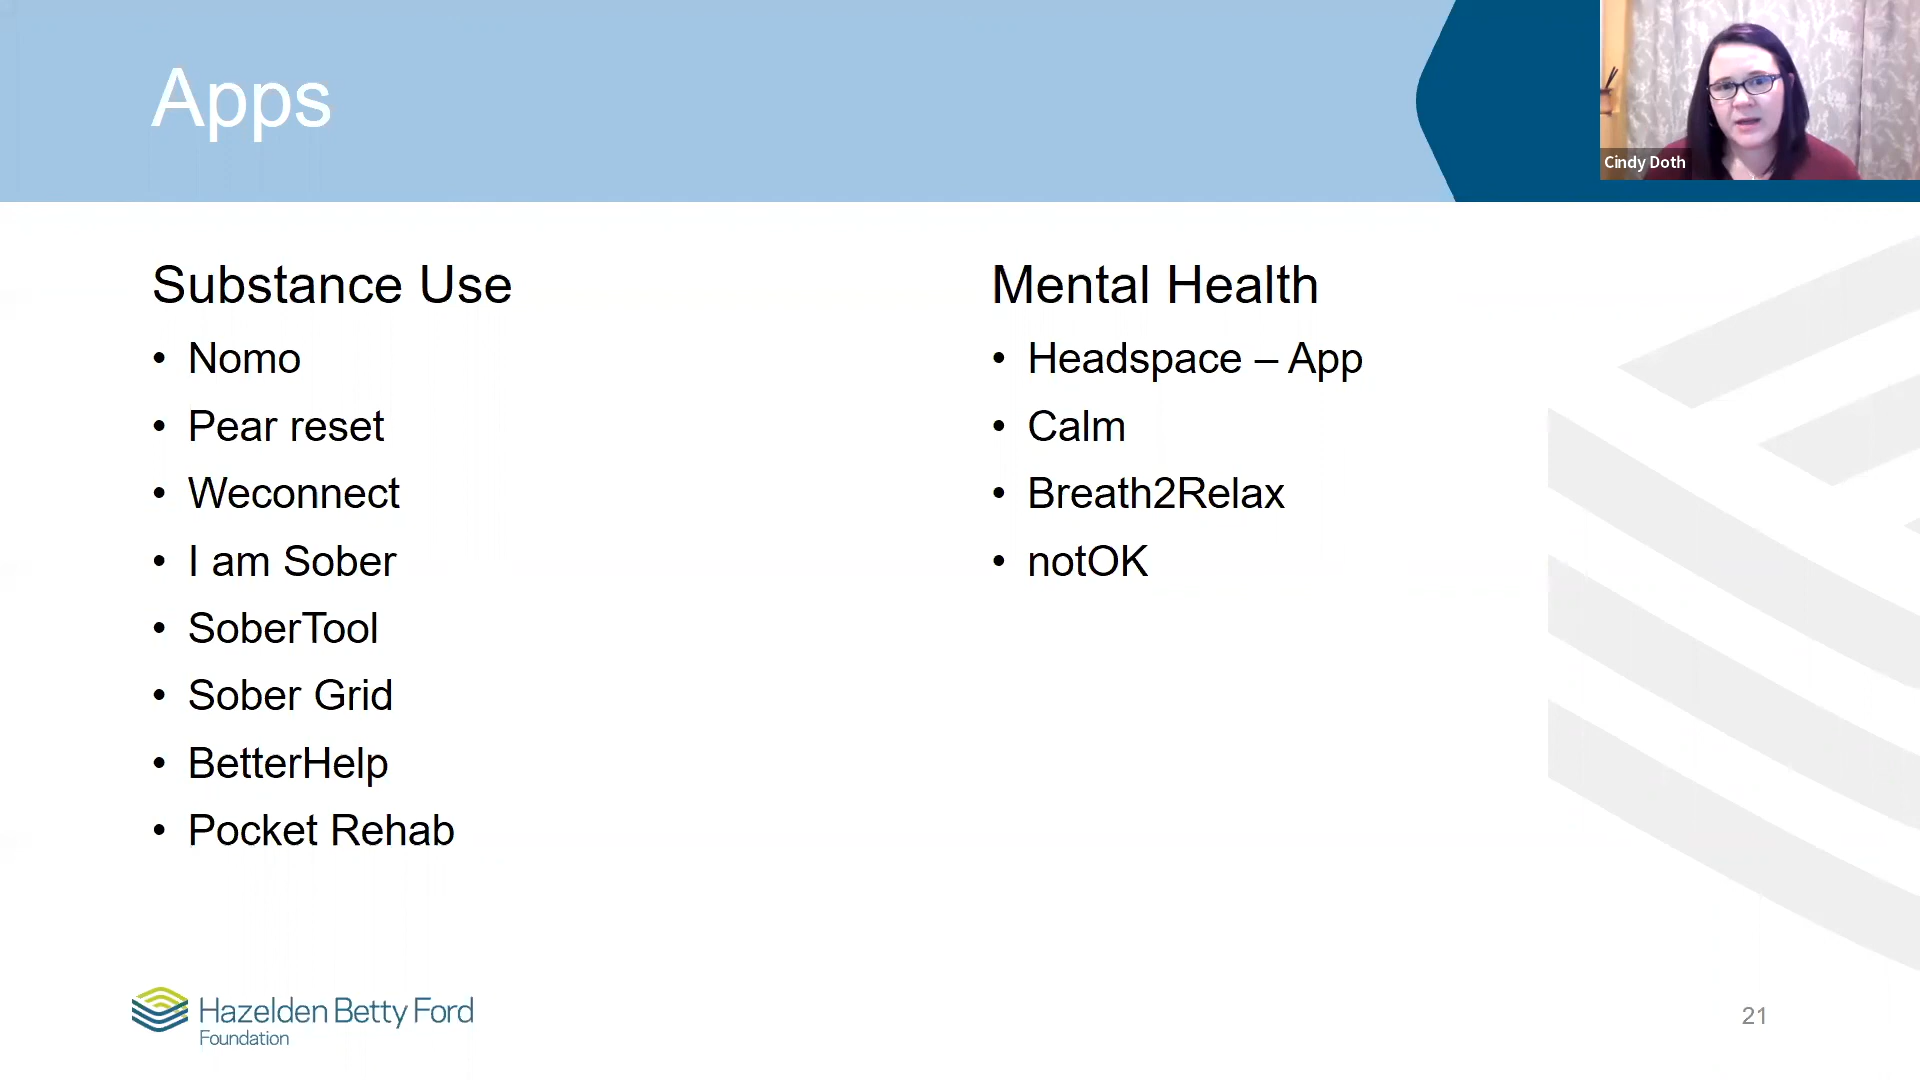 Apps
Cindy Doth
Substance Use
• Nomo
• Pear reset
• Weconnect
• I am Sober
• SoberTool
• Sober Grid
• BetterHelp
• Pocket Rehab
Mental Health
• Headspace – App
• Calm
• Breath2Relax
• notOK
Hazelden Betty Ford
Foundation
21